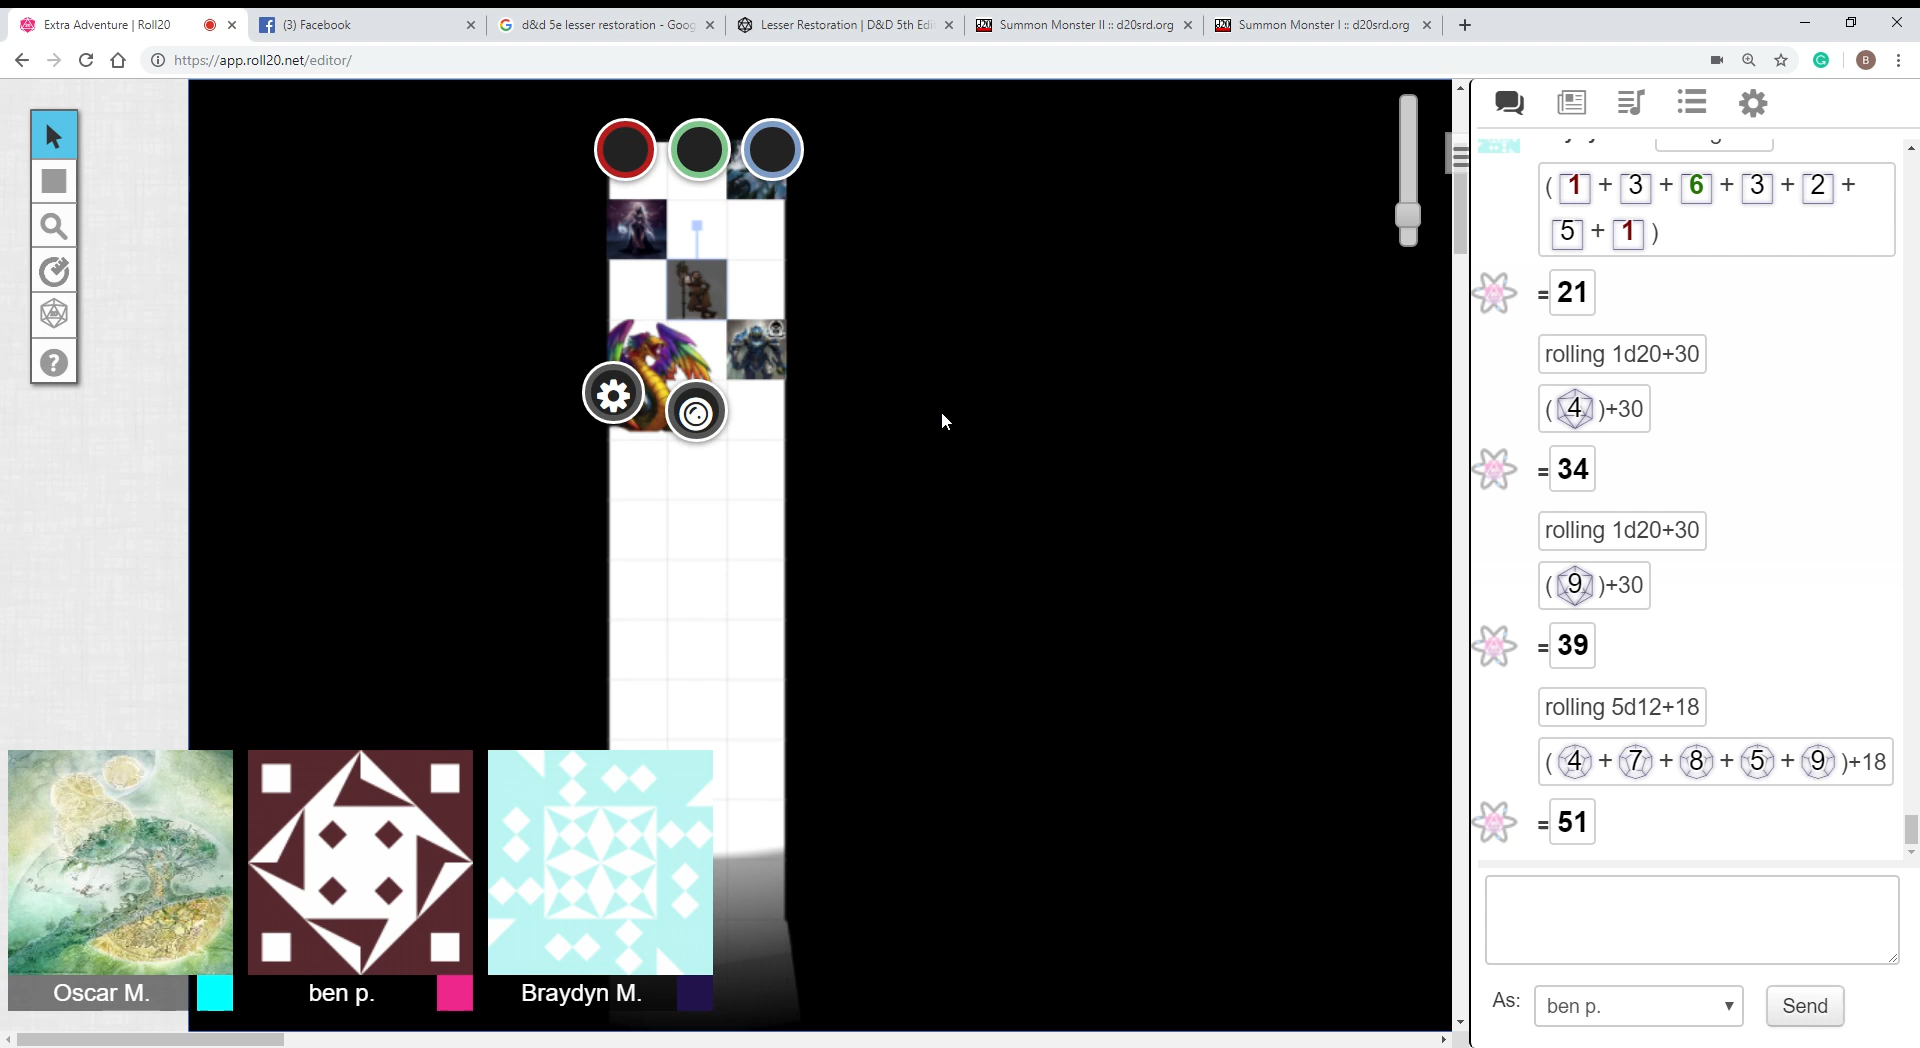 Extra Adventure | Roll20
(3) Facebook
d&d 5e lesser restoration - Goog
Lesser Restoration | D&D 5th Edi
Summon Monster II :: d20srd.org
Summon Monster I :: d20srd.org
https://app.roll20.net/editor/
B
( 1 + 3 + 6 + 3 + 2 +
5 + 1 )
= 21
rolling 1d20+30
( 4 )+30
= 34
rolling 1d20+30
( 9 )+30
= 39
rolling 5d12+18
( 4 + 7 + 8 + 5 + 9 )+18
= 51
Oscar M.
ben p.
Braydyn M.
As: ben p. Send